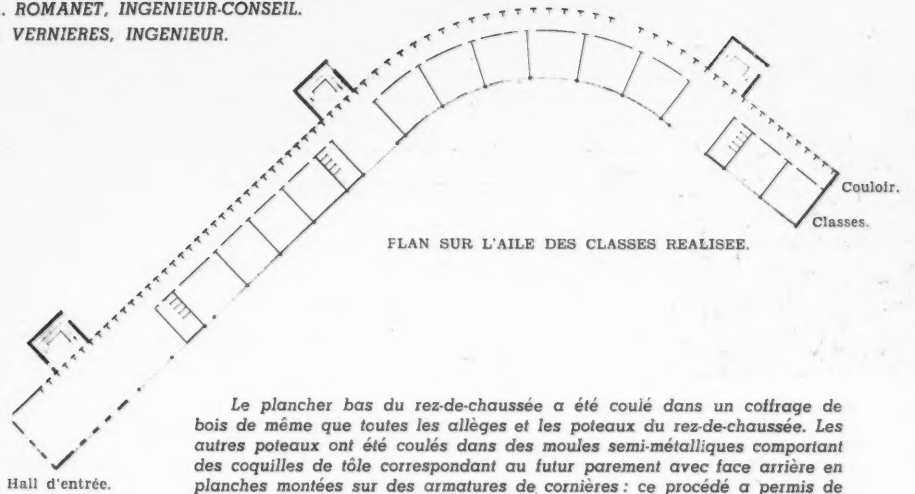 . ROMANET, INGENIEUR-CONSEIL.
VERNIERES, INGENIEUR.
Couloir.
Classes.
FLAN SUR L'AILE DES CLASSES REALISEE.
Hall d'entrée.
Le plancher bas du rez-de-chaussée a été coulé dans un coffrage de
bois de même que toutes les allèges et les poteaux du rez-de-chaussée. Les
autres poteaux ont été coulés dans des moules semi-métalliques comportant
des coquilles de tôle correspondant au futur parement avec face arrière en
planches montées sur des armatures de cornières : ce procédé a permis de